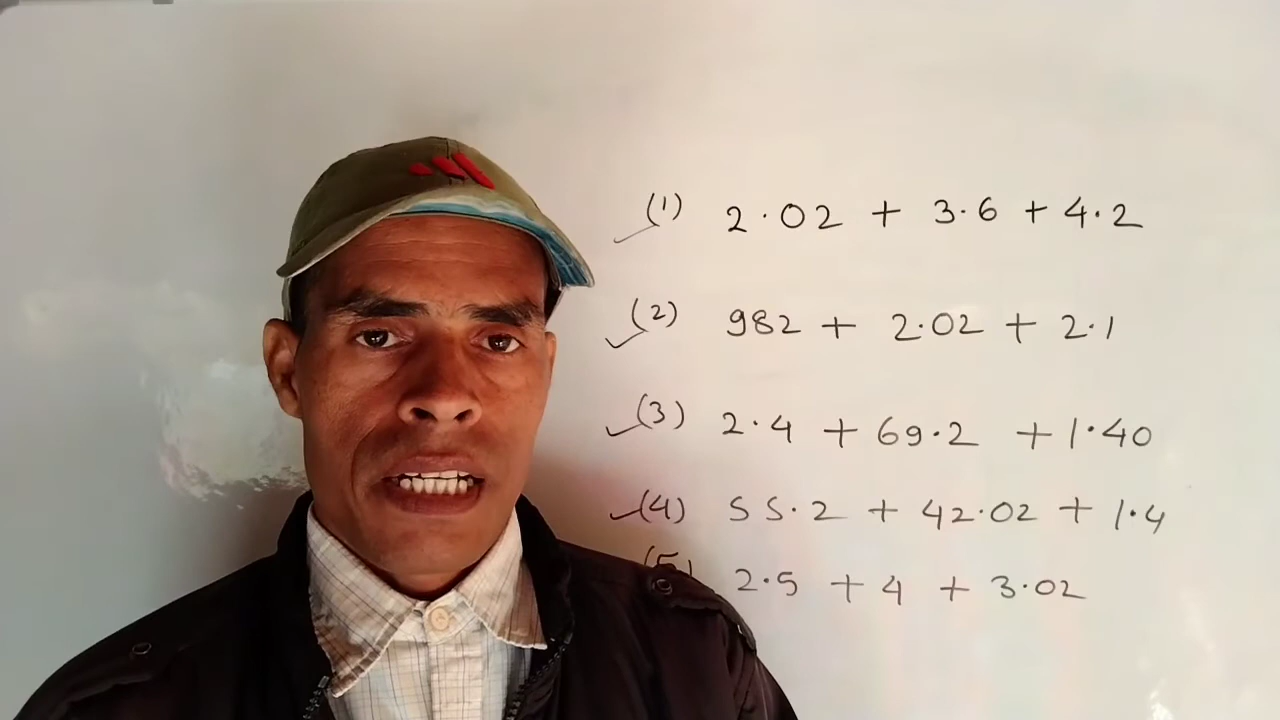 (1) 2.02 + 3.6 + 4.2
(2) 982 + 2.02 + 2.1
(3) 2.4 + 69.2 + 1.40
(4) 55.2 + 42.02 + 1.4
(5) 2.5 + 4 + 3.02